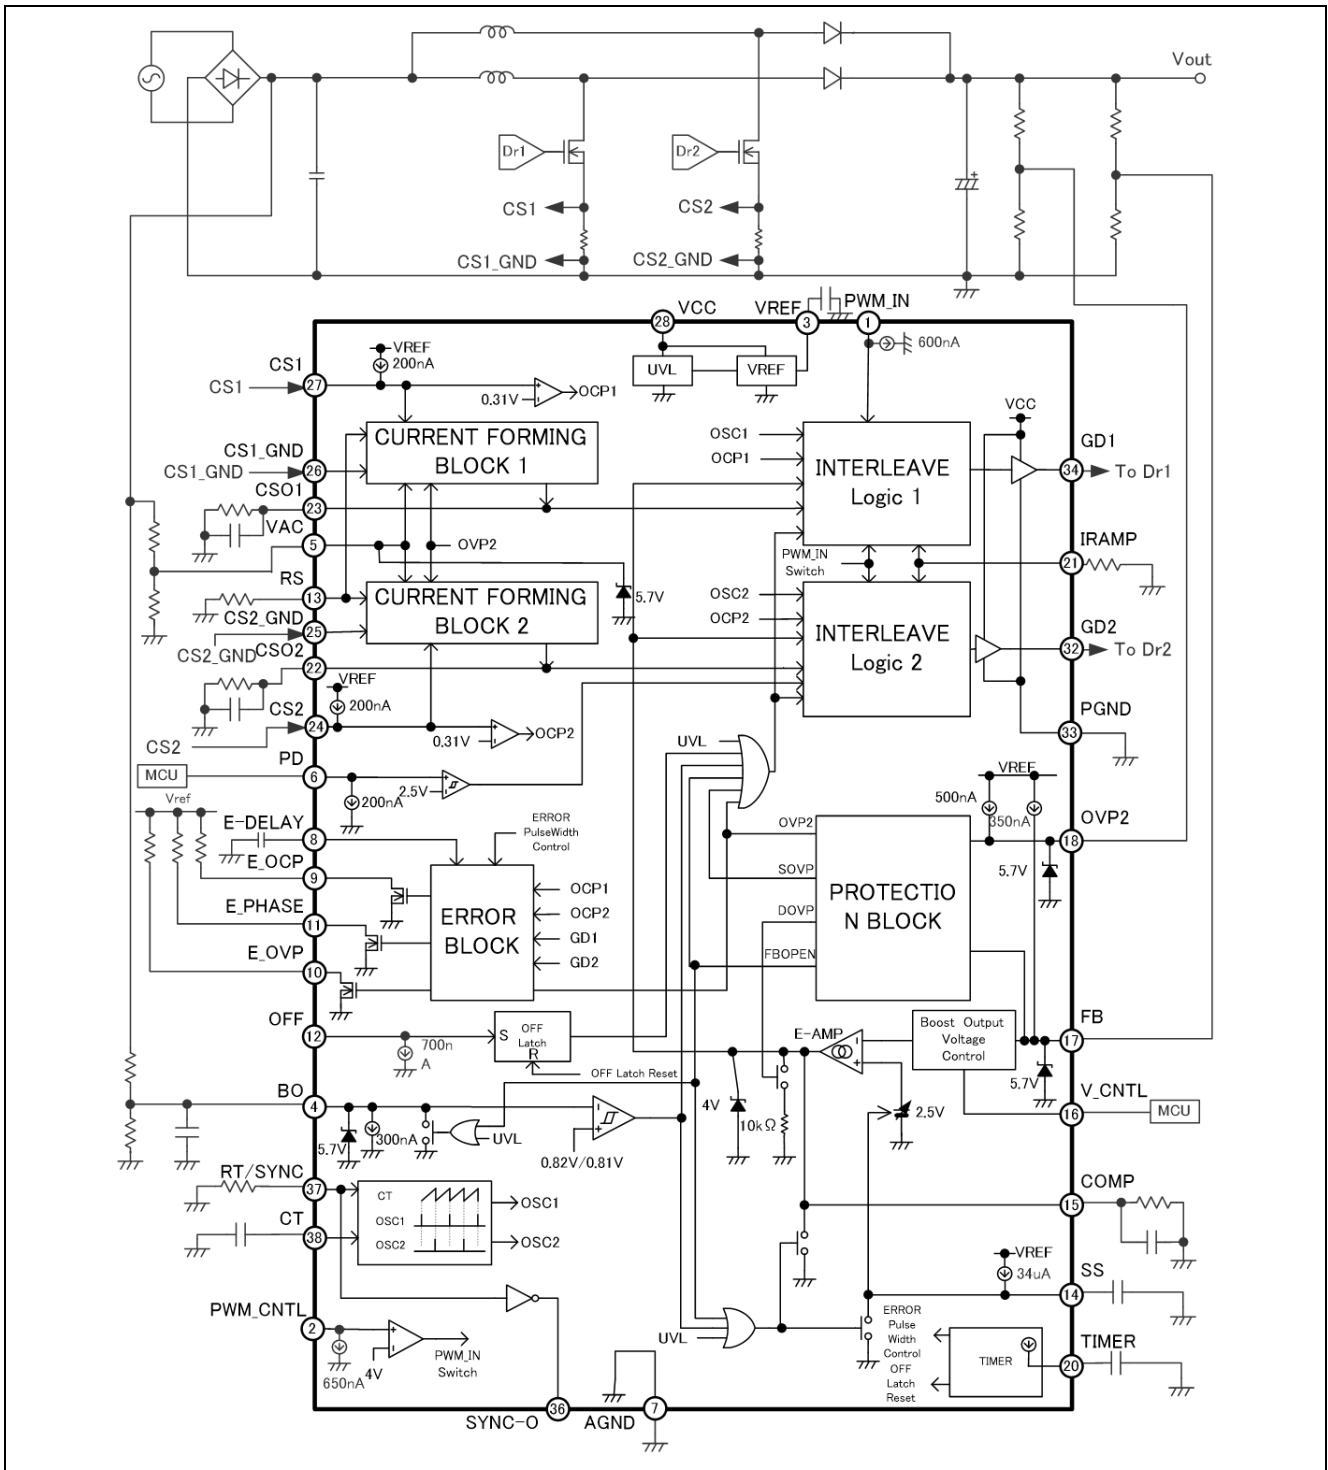 Vout
Dr1
Dr2
CS1
CS2
CS1_GND
CS2_GND
VCC
VREF
PWM_IN
28
3
1
600nA
UVL
VREF
CS1
CS1
27
VREF
200nA
0.31V
OCP1
CURRENT FORMING
BLOCK 1
CS1_GND
CS1_GND
26
CSO1
23
VAC
5
OVP2
RS
13
CURRENT FORMING
BLOCK 2
5.7V
CS2_GND
25
CS2_GND
CSO2
22
VREF
200nA
CS2
24
CS2
0.31V
OCP2
OSC1
OCP1
INTERLEAVE
Logic 1
VCC
GD1
34
To Dr1
PWM_IN
Switch
IRAMP
21
OSC2
OCP2
INTERLEAVE
Logic 2
GD2
32
To Dr2
PGND
33
PD
MCU
6
200nA
2.5V
UVL
Vref
E-DELAY
8
ERROR
PulseWidth
Control
E_OCP
9
E_PHASE
11
E_OVP
10
ERROR
BLOCK
OCP1
OCP2
GD1
GD2
VREF
500nA
350nA
OVP2
18
5.7V
OVP2
SOVP
DOVP
FBOPEN
PROTECTIO
N BLOCK
OFF
12
700n
A
S
OFF
Latch
R
OFF Latch Reset
E-AMP
Boost Output
Voltage
Control
FB
17
5.7V
V_CNTL
16
MCU
BO
4
5.7V
300nA
UVL
0.82V/0.81V
4V
10kΩ
2.5V
RT/SYNC
37
CT
38
CT
OSC1
OSC2
OSC1
OSC2
COMP
15
VREF
34uA
SS
14
PWM_CNTL
2
650nA
4V
PWM_IN
Switch
UVL
ERROR
Pulse
Width
Control
OFF
Latch
Reset
TIMER
TIMER
20
SYNC-O
36
AGND
7